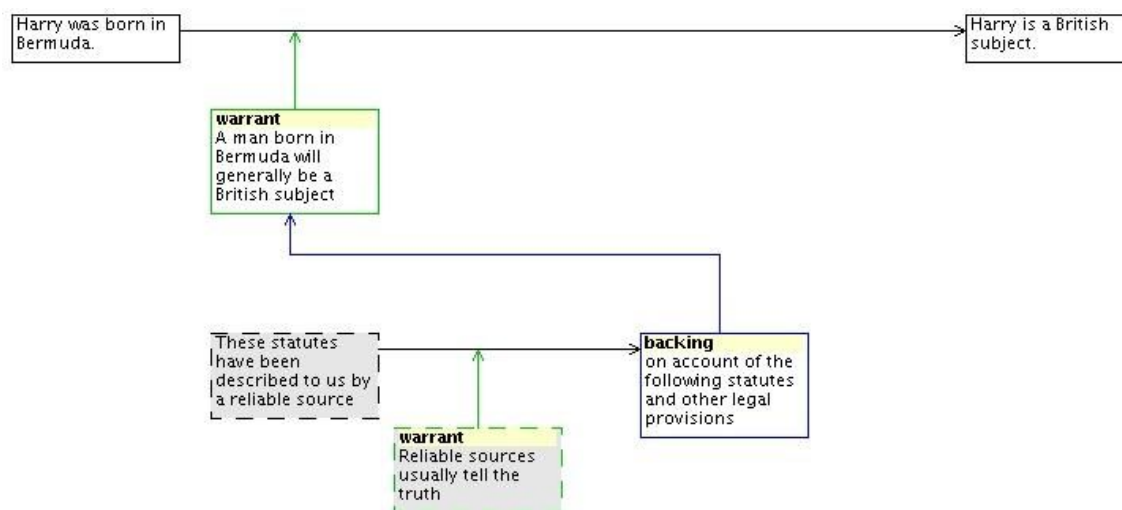 Harry was born in
Bermuda.
Harry is a British
subject.
warrant
A man born in
Bermuda will
generally be a
British subject
These statutes
have been
described to us by
a reliable source
backing
on account of the
following statutes
and other legal
provisions
warrant
Reliable sources
usually tell the
truth